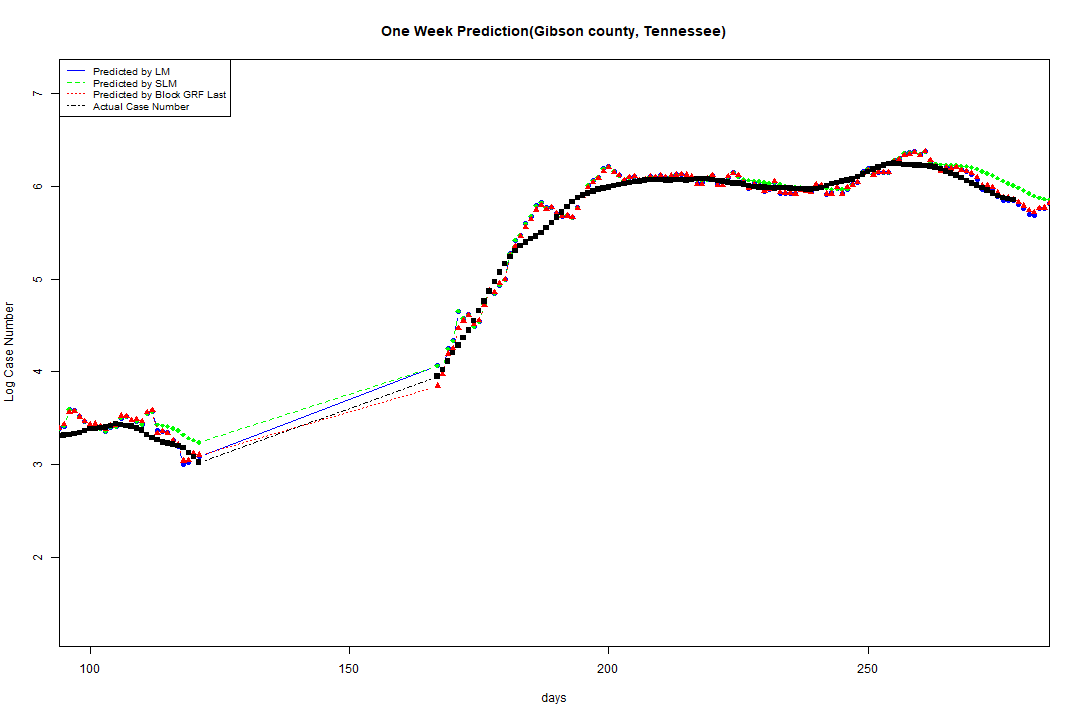 One Week Prediction(Gibson county, Tennessee)
Predicted by LM
Predicted by SLM
Predicted by Block GRF Last
Actual Case Number
7
6
5
4
3
2
Log Case Number
100 150 200 250
days